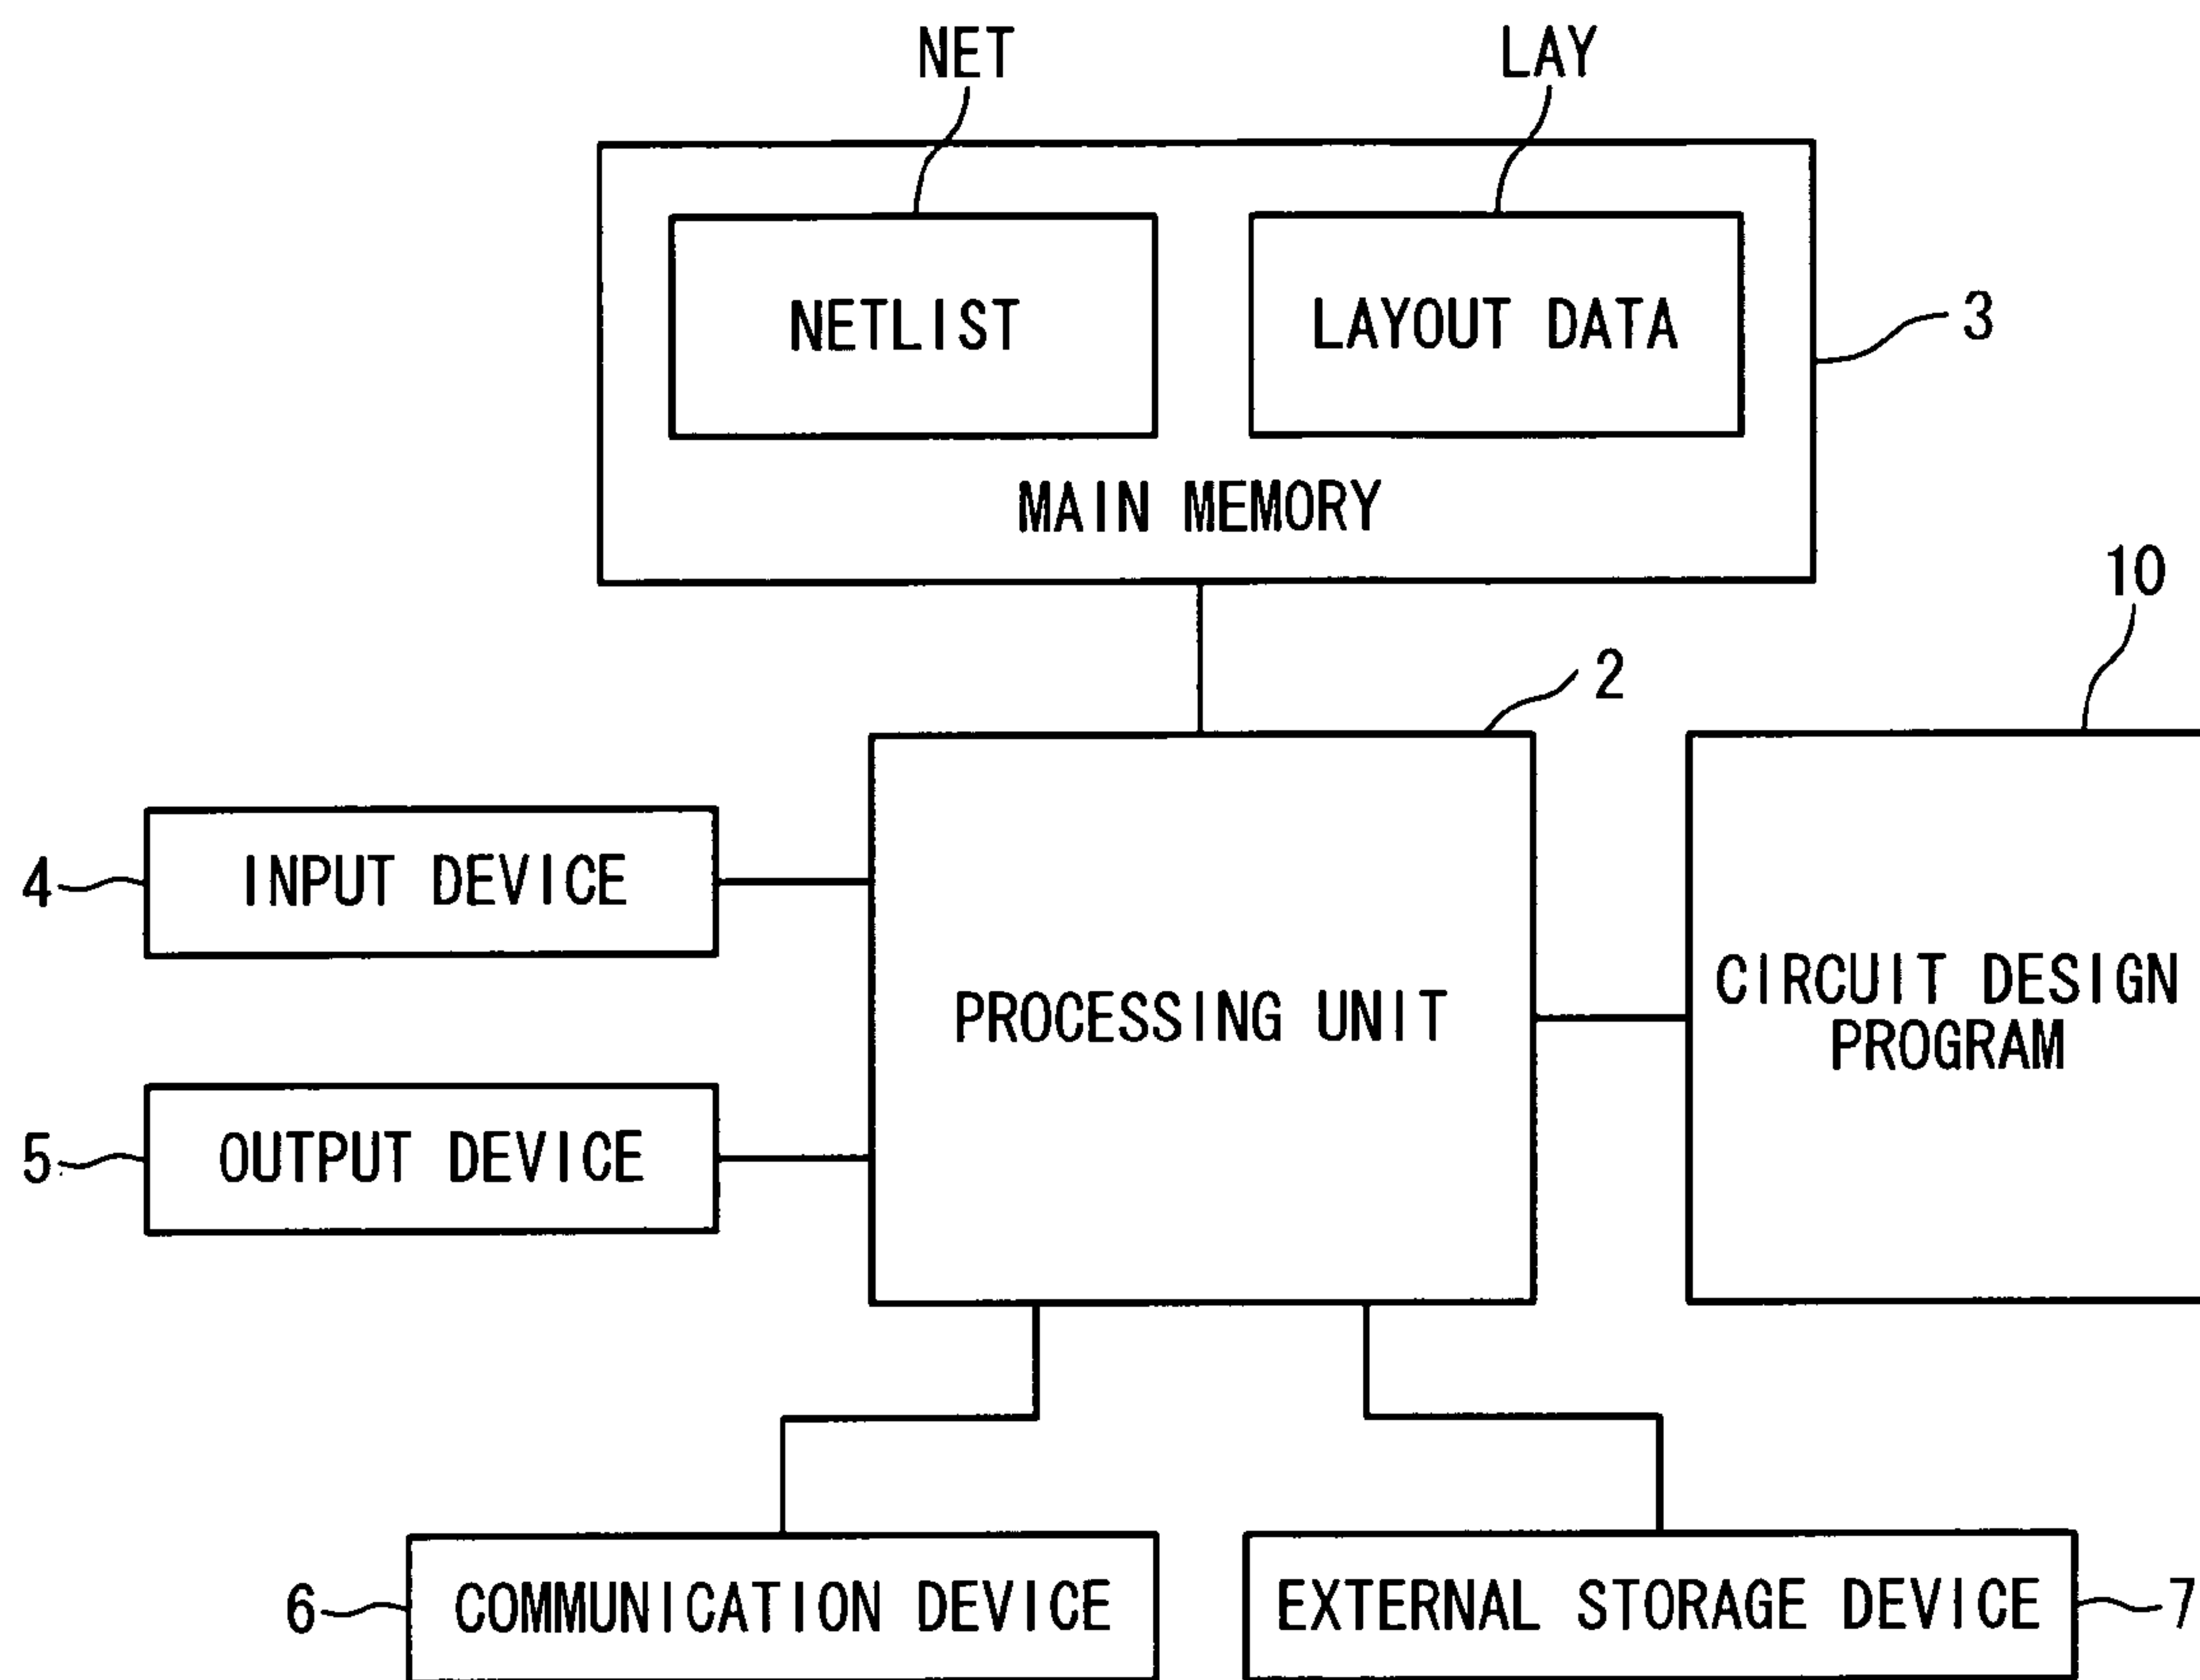 NET
LAY
NETLIST
LAYOUT DATA
3
MAIN MEMORY
10
2
4
INPUT DEVICE
PROCESSING UNIT
CIRCUIT DESIGN
PROGRAM
5
OUTPUT DEVICE
6
COMMUNICATION DEVICE
EXTERNAL STORAGE DEVICE
7